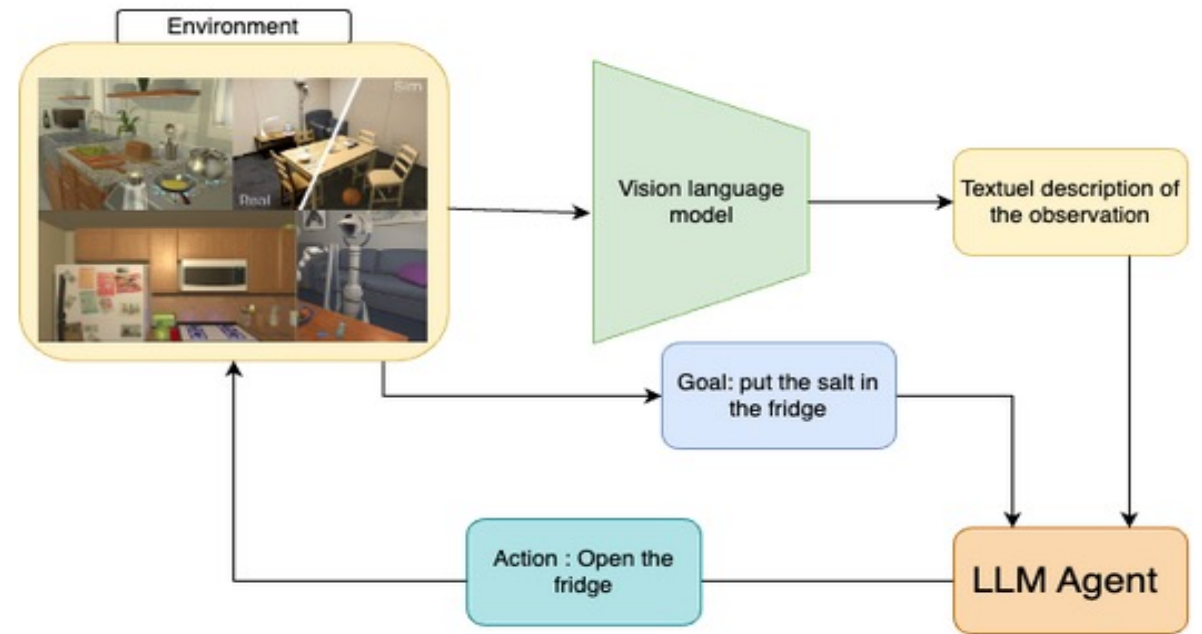 Environment
Sim
Real
Vision language
model
Textuel description of
the observation
Goal: put the salt in
the fridge
Action : Open the
fridge
LLM Agent